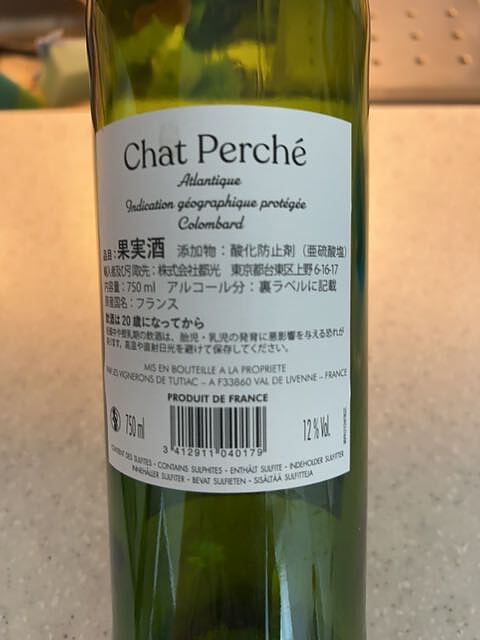 Chat Perché
Atlantique
Indication géographique protégée
Colombard
品目：果実酒 添加物：酸化防止剤（亜硫酸塩）
輸入者及び引取先：株式会社都光 東京都台東区上野6-16-17
内容量：750ml アルコール分：裏ラベルに記載
原産国名：フランス
飲酒は20歳になってから
妊娠中や授乳期の飲酒は、胎児・乳児の発育に悪影響を与える恐れが
あります。高温や直射日光を避けて保存してください。
MIS EN BOUTEILLE A LA PROPRIETE
PAR LES VIGNERONS DE TUTIAC – A F33860 VAL DE LIVENNE – FRANCE
PRODUIT DE FRANCE
750 ml
12 % Vol.
3 412911 040179
CONTIENT DES SULFITES - CONTAINS SULPHITES - ENTHÄLT SULFITE - INDEHOLDER SULFITTER
INNEHÅLLER SULFITER - BEVAT SULFIETEN - SISÄLTÄÄ SULFIITTEJA